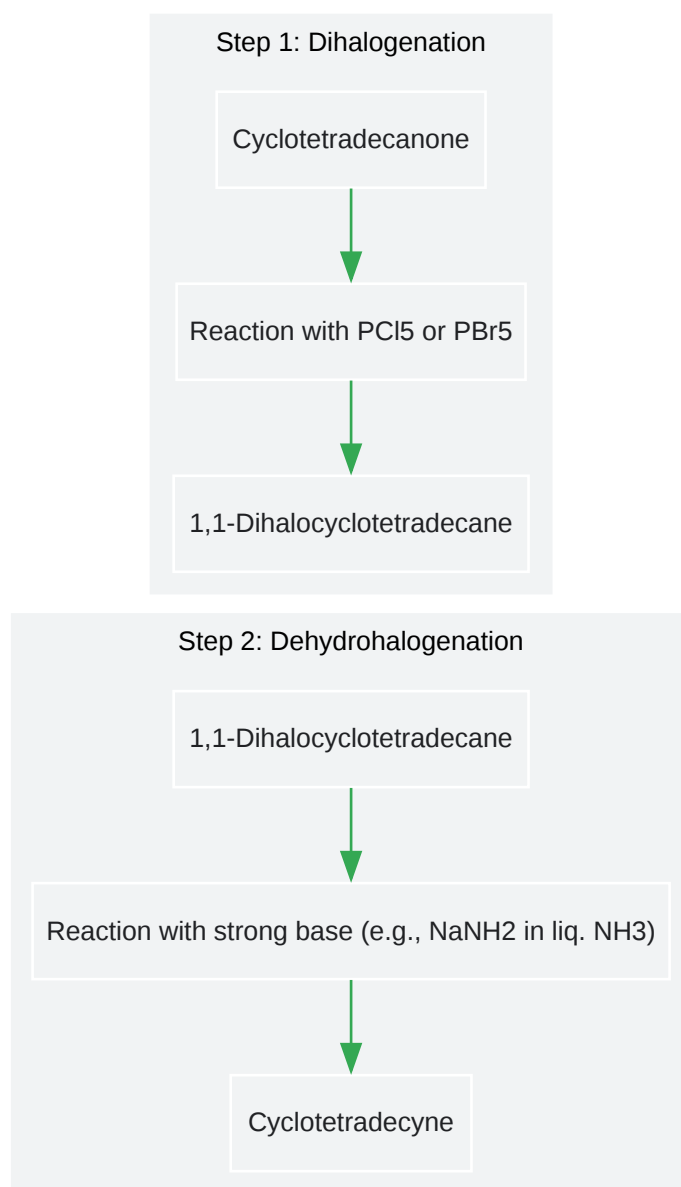 Step 1: Dihalogenation
Cyclotetradecanone
Reaction with PCl5 or PBr5
1,1-Dihalocyclotetradecane
Step 2: Dehydrohalogenation
1,1-Dihalocyclotetradecane
Reaction with strong base (e.g., NaNH2 in liq. NH3)
Cyclotetradecyne